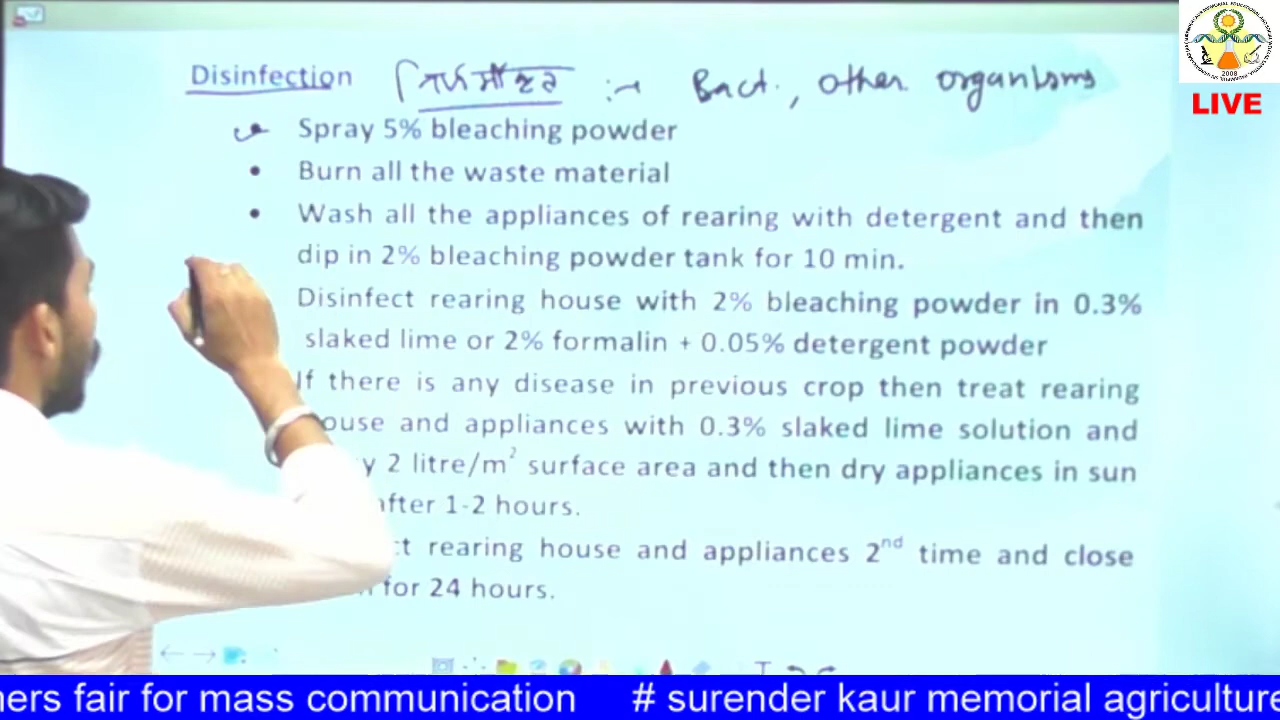 Disinfection :- Bact., other organisms
Spray 5% bleaching powder
• Burn all the waste material
• Wash all the appliances of rearing with detergent and then
dip in 2% bleaching powder tank for 10 min.
Disinfect rearing house with 2% bleaching powder in 0.3%
slaked lime or 2% formalin + 0.05% detergent powder
If there is any disease in previous crop then treat rearing
ouse and appliances with 0.3% slaked lime solution and
y 2 litre/m² surface area and then dry appliances in sun
after 1-2 hours.
ct rearing house and appliances 2nd time and close
for 24 hours.
2008
LIVE
ners fair for mass communication # surender kaur memorial agriculture